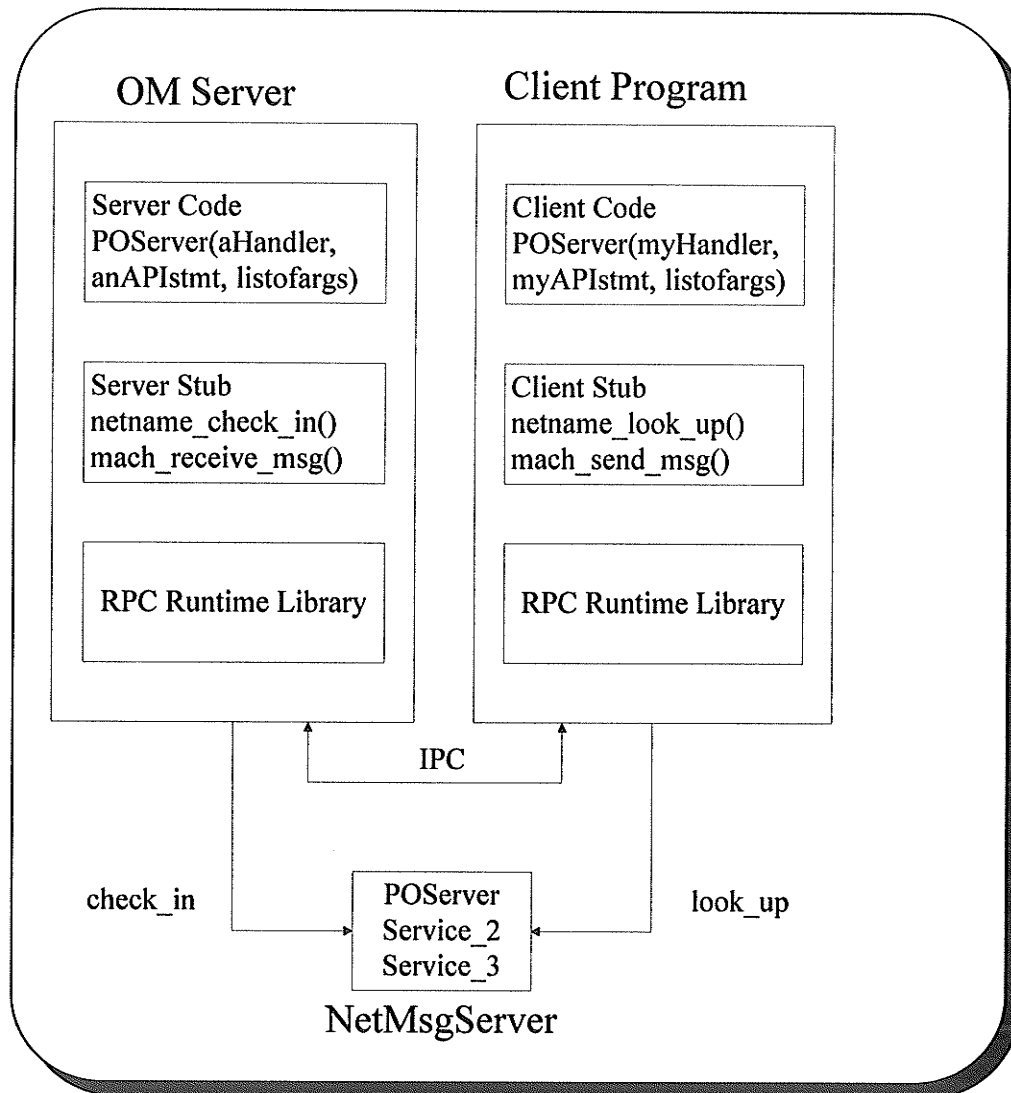 OM Server
Client Program
Server Code
POServer(aHandler,
anAPIstmt, listofargs)
Client Code
POServer(myHandler,
myAPIstmt, listofargs)
Server Stub
netname_check_in()
mach_receive_msg()
Client Stub
netname_look_up()
mach_send_msg()
RPC Runtime Library
RPC Runtime Library
IPC
check_in
look_up
POServer
Service_2
Service_3
NetMsgServer